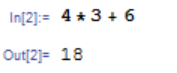 In[2]:= 4 * 3 + 6
Out[2]= 18